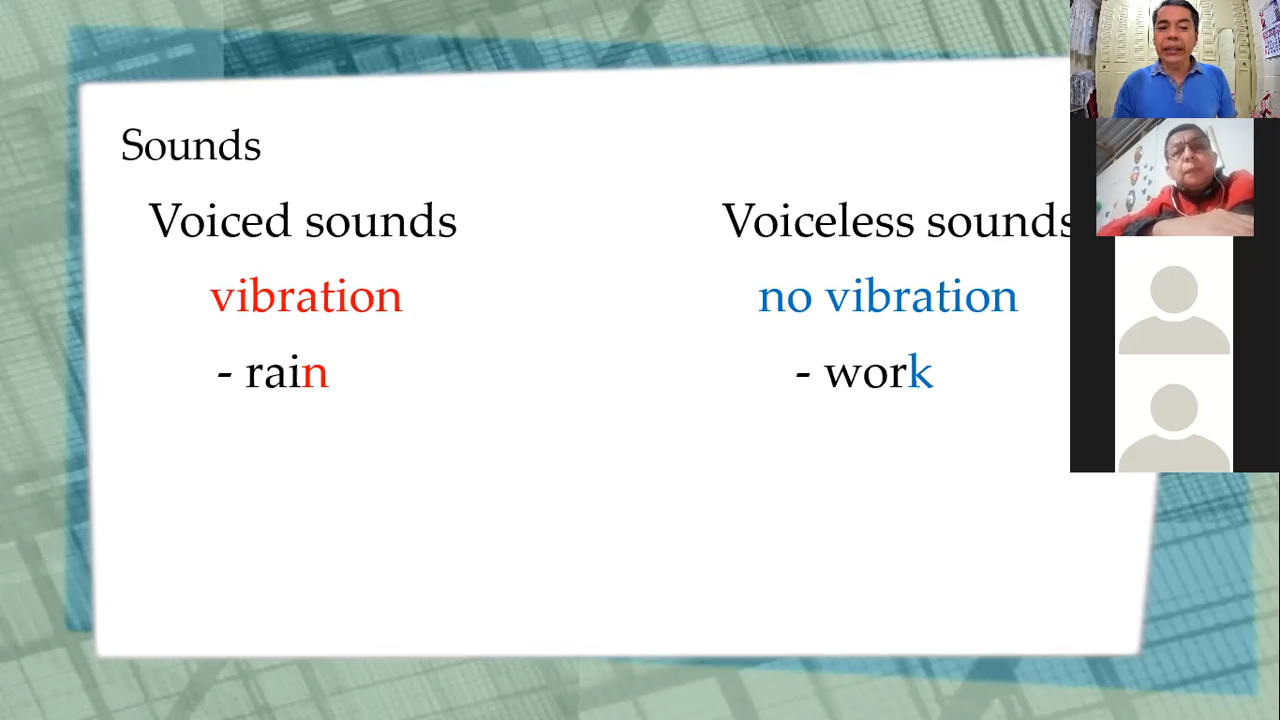 Sounds
Voiced sounds
Voiceless sounds
vibration
no vibration
- rain
- work